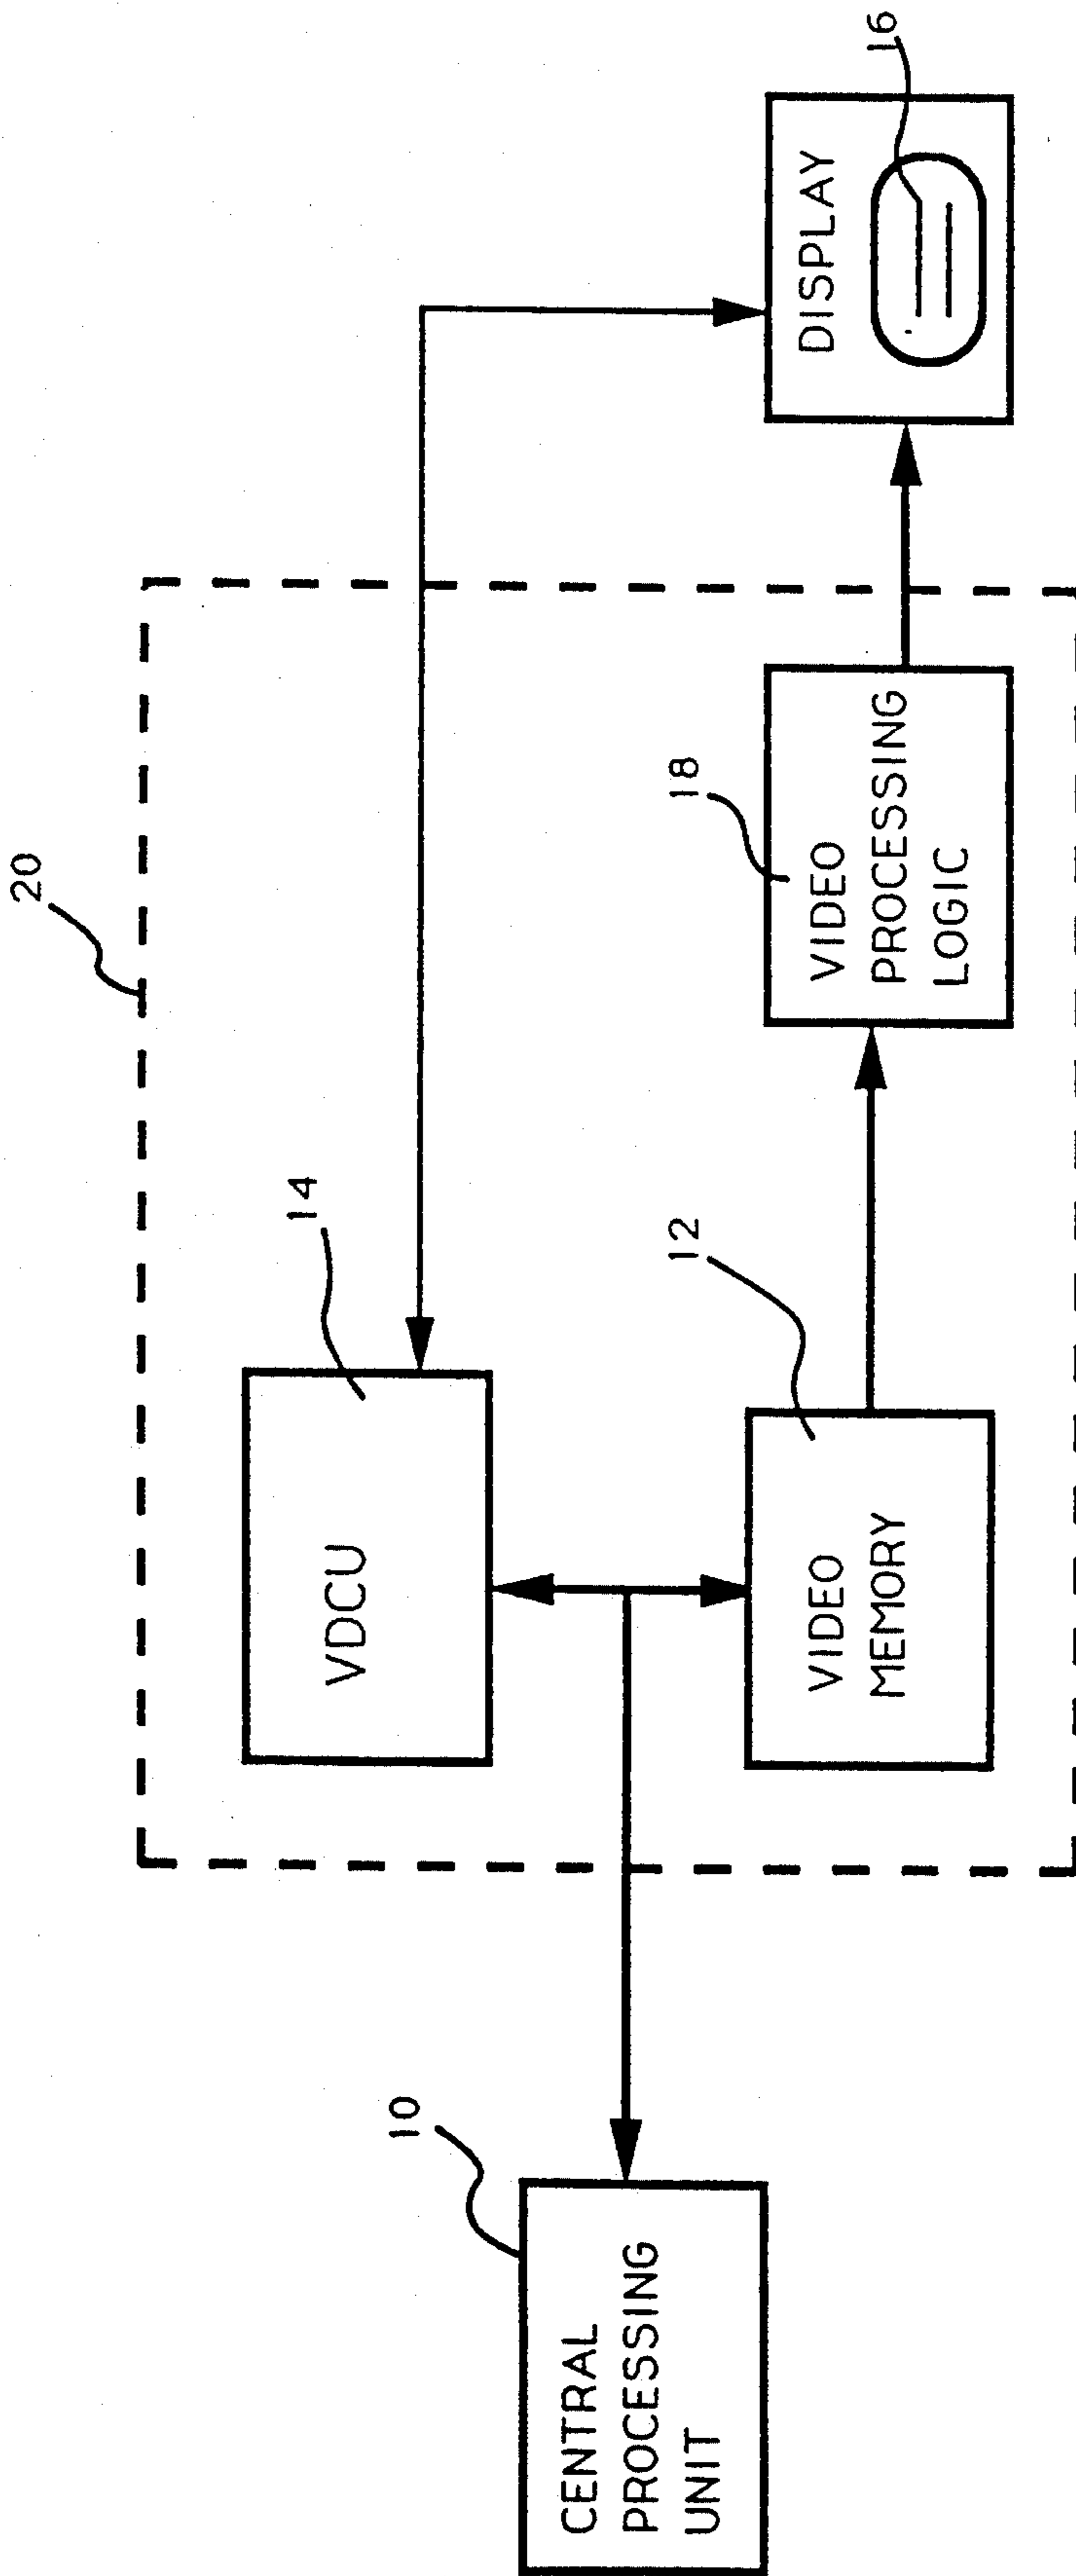 20
14
VDCU
10
CENTRAL
PROCESSING
UNIT
12
VIDEO
MEMORY
18
VIDEO
PROCESSING
LOGIC
DISPLAY
16